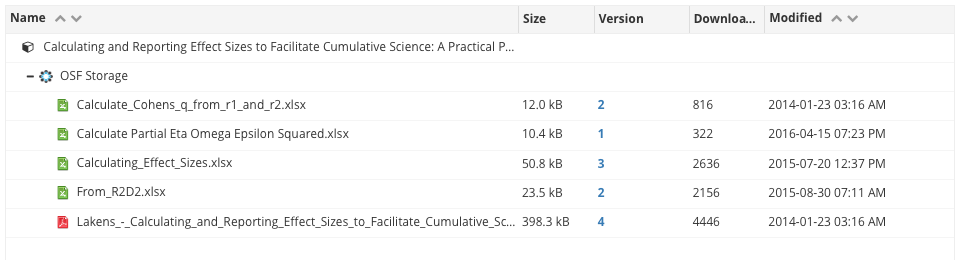 Name Size Version Downloa... Modified
Calculating and Reporting Effect Sizes to Facilitate Cumulative Science: A Practical P...
OSF Storage
Calculate_Cohens_q_from_r1_and_r2.xlsx 12.0 kB 2 816 2014-01-23 03:16 AM
Calculate Partial Eta Omega Epsilon Squared.xlsx 10.4 kB 1 322 2016-04-15 07:23 PM
Calculating_Effect_Sizes.xlsx 50.8 kB 3 2636 2015-07-20 12:37 PM
From_R2D2.xlsx 23.5 kB 2 2156 2015-08-30 07:11 AM
Lakens_-_Calculating_and_Reporting_Effect_Sizes_to_Facilitate_Cumulative_Sc... 398.3 kB 4 4446 2014-01-23 03:16 AM